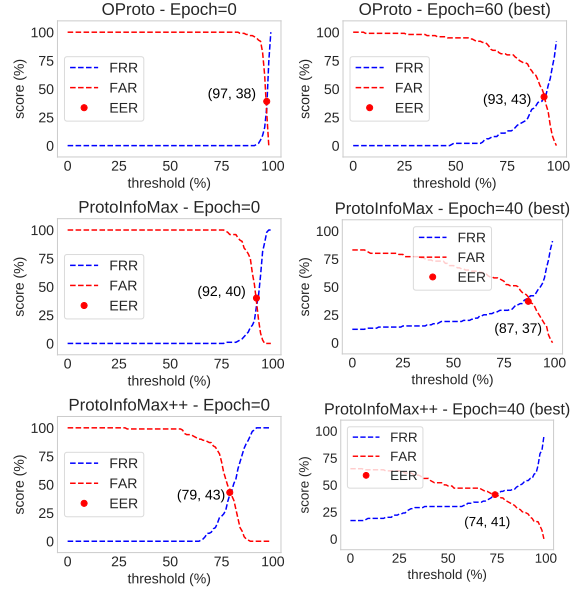 OProto - Epoch=0
100
75
50
25
0
score (%)
FRR
FAR
EER
(97, 38)
0 25 50 75 100
threshold (%)
OProto - Epoch=60 (best)
100
75
50
25
0
score (%)
FRR
FAR
EER
(93, 43)
0 25 50 75 100
threshold (%)
ProtoInfoMax - Epoch=0
100
75
50
25
0
score (%)
FRR
FAR
EER
(92, 40)
0 25 50 75 100
threshold (%)
ProtoInfoMax - Epoch=40 (best)
100
75
50
25
0
score (%)
FRR
FAR
EER
(87, 37)
0 25 50 75 100
threshold (%)
ProtoInfoMax++ - Epoch=0
100
75
50
25
0
score (%)
FRR
FAR
EER
(79, 43)
0 25 50 75 100
threshold (%)
ProtoInfoMax++ - Epoch=40 (best)
100
75
50
25
0
score (%)
FRR
FAR
EER
(74, 41)
0 25 50 75 100
threshold (%)